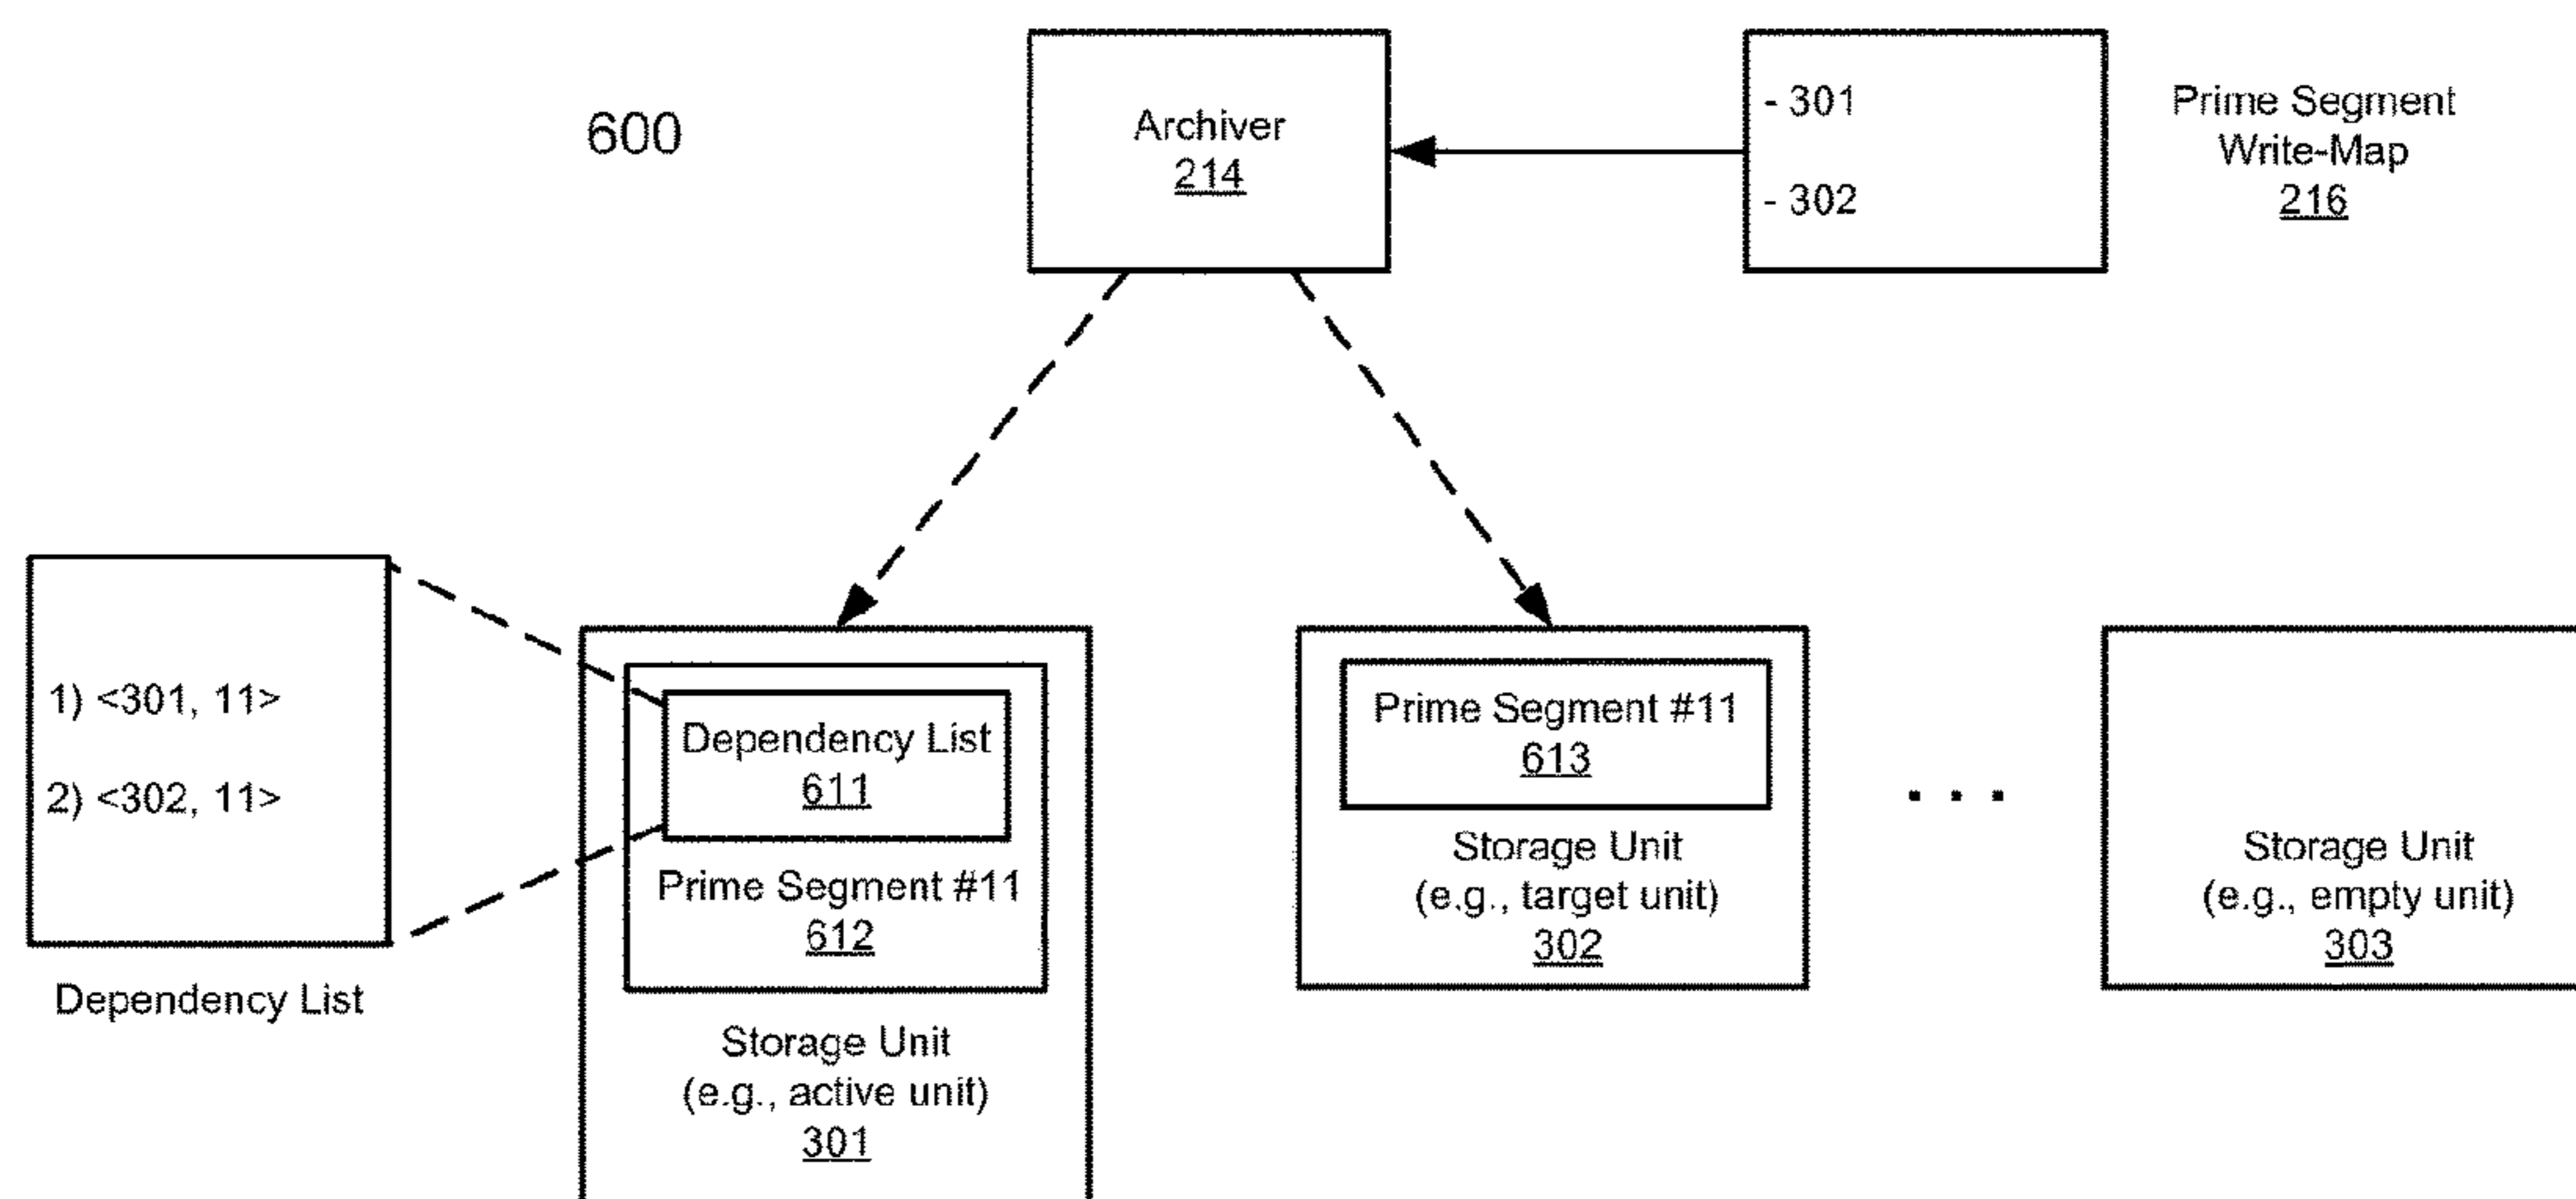 600
Archiver
214
- 301
- 302
Prime Segment
Write-Map
216
1) <301, 11>
2) <302, 11>
Dependency List
Dependency List
611
Prime Segment #11
612
Storage Unit
(e.g., active unit)
301
Prime Segment #11
613
Storage Unit
(e.g., target unit)
302
. . .
Storage Unit
(e.g., empty unit)
303